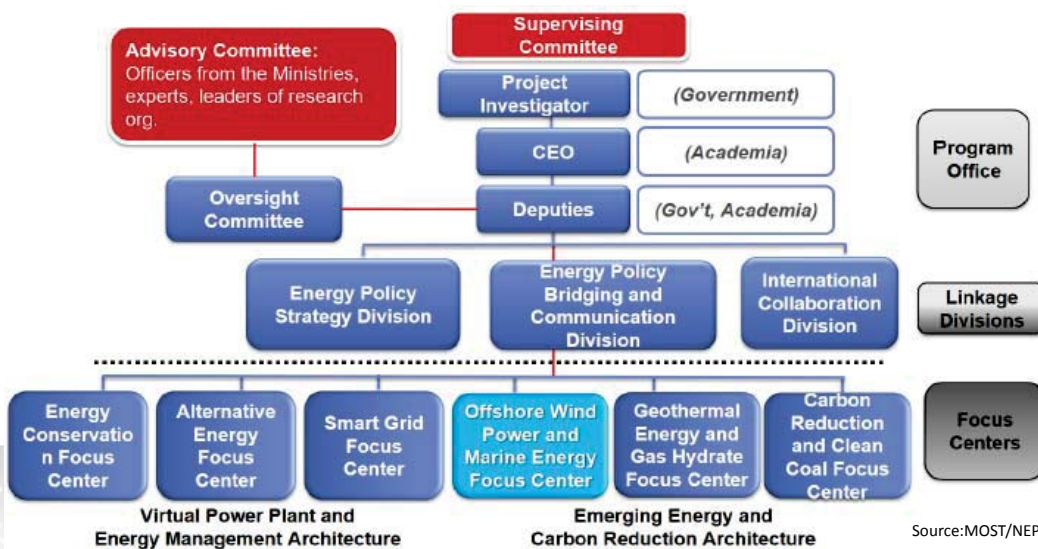 Advisory Committee:
Officers from the Ministries,
experts, leaders of research
org.
Supervising
Committee
Project
Investigator
(Government)
CEO
(Academia)
Program
Office
Oversight
Committee
Deputies
(Gov't, Academia)
Energy Policy
Strategy Division
Energy Policy
Bridging and
Communication
Division
International
Collaboration
Division
Linkage
Divisions
Energy
Conservatio
n Focus
Center
Alternative
Energy
Focus
Center
Smart Grid
Focus
Center
Offshore Wind
Power and
Marine Energy
Focus Center
Geothermal
Energy and
Gas Hydrate
Focus Center
Carbon
Reduction
and Clean
Coal Focus
Center
Focus
Centers
Virtual Power Plant and
Energy Management Architecture
Emerging Energy and
Carbon Reduction Architecture
Source:MOST/NEP